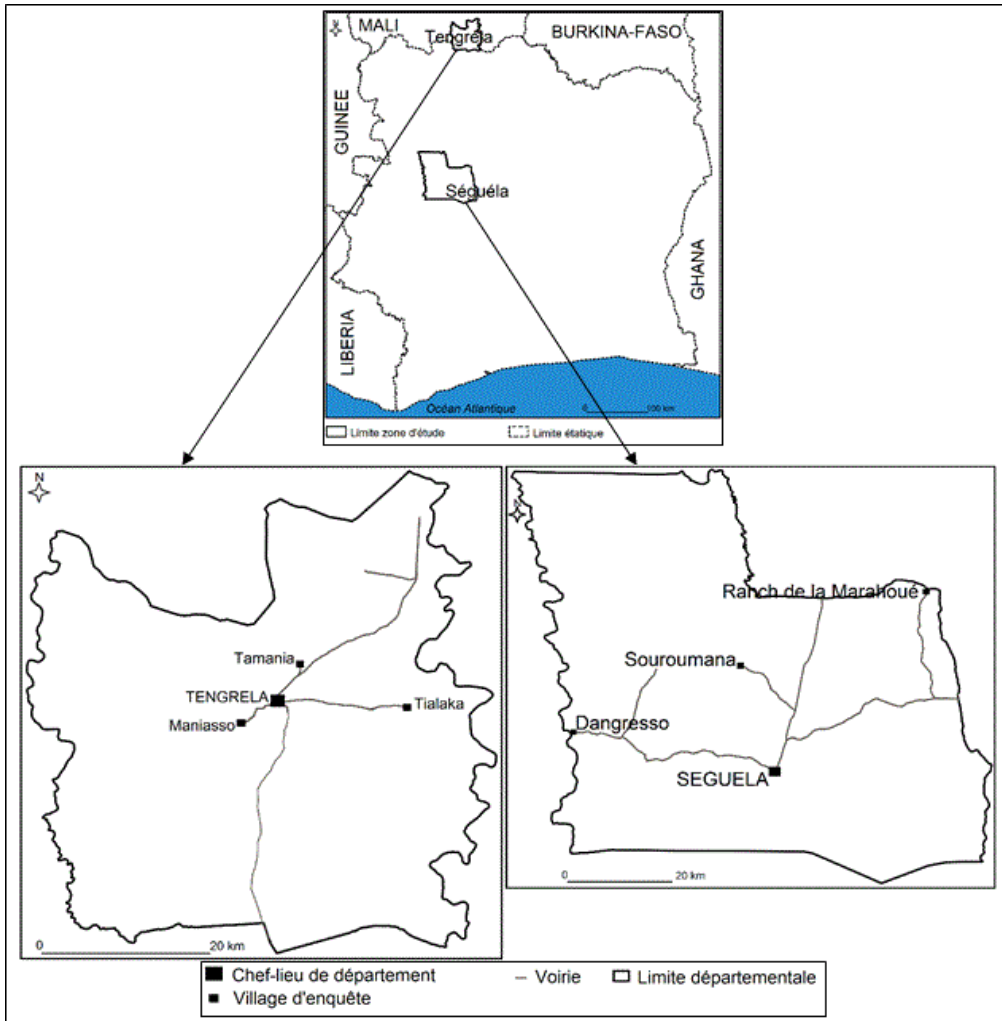 MALI
Tengrela
BURKINA-FASO
GUINEE
Séguéla
GHANA
LIBERIA
Océan Atlantique
0 100 km
Limite zone d'étude Limite étatique
N
Tamania
TENGRELA
Tialaka
Maniasso
0 20 km
N
Ranch de la Marahoué
Souroumana
Dangresso
SEGUELA
0 20 km
Chef-lieu de département Voirie Limite départementale
Village d'enquête